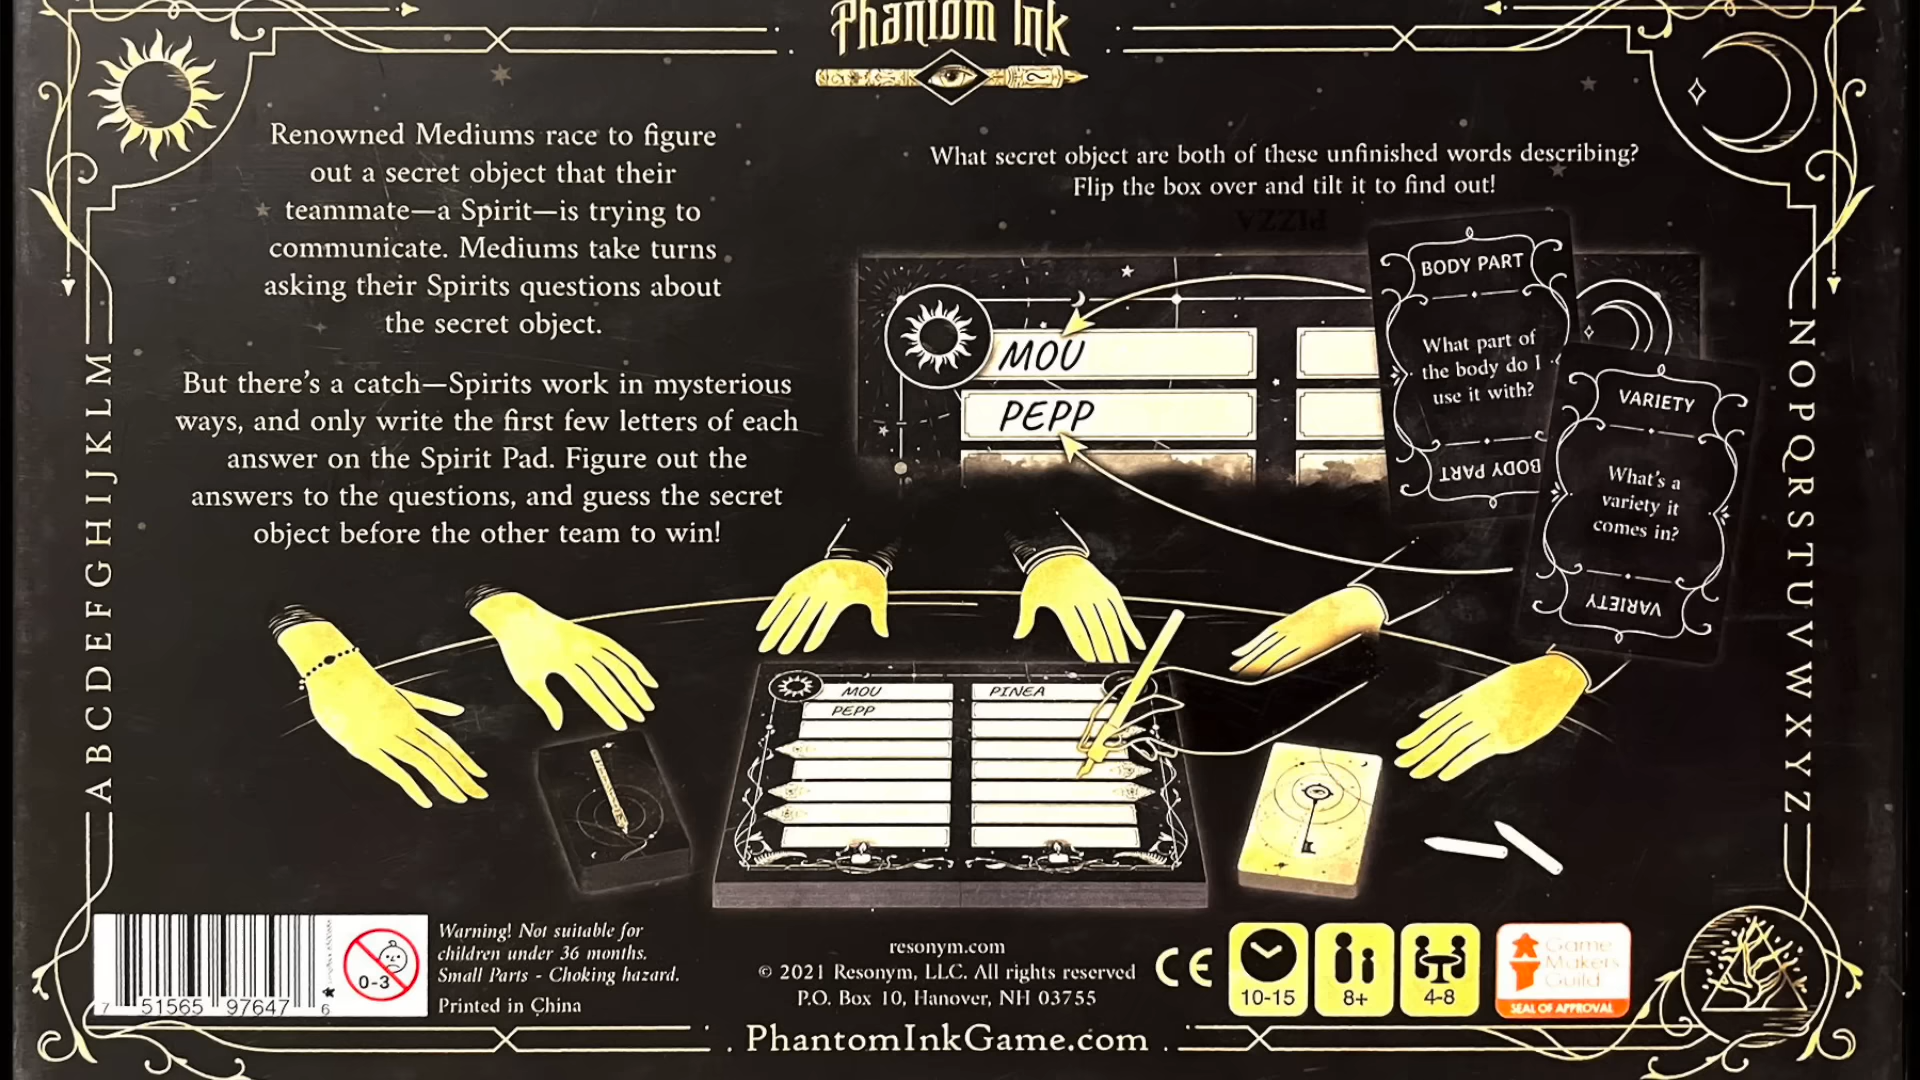 Phantom Ink
Renowned Mediums race to figure
out a secret object that their
teammate—a Spirit—is trying to
communicate. Mediums take turns
asking their Spirits questions about
the secret object.
But there's a catch—Spirits work in mysterious
ways, and only write the first few letters of each
answer on the Spirit Pad. Figure out the
answers to the questions, and guess the secret
object before the other team to win!
What secret object are both of these unfinished words describing?
Flip the box over and tilt it to find out!
PIZZA
MOU
PEPP
BODY PART
What part of
the body do I
use it with?
BODY PART
VARIETY
What's a
variety it
comes in?
VARIETY
A B C D E F G H I J K L M
N O P Q R S T U V W X Y Z
MOU
PEPP
PINEA
7 51565 97647 6
0-3
Warning! Not suitable for
children under 36 months.
Small Parts - Choking hazard.
Printed in China
resonym.com
© 2021 Resonym, LLC. All rights reserved
P.O. Box 10, Hanover, NH 03755
CE
10-15
8+
4-8
Game
Makers
Guild
SEAL OF APPROVAL
PhantomInkGame.com